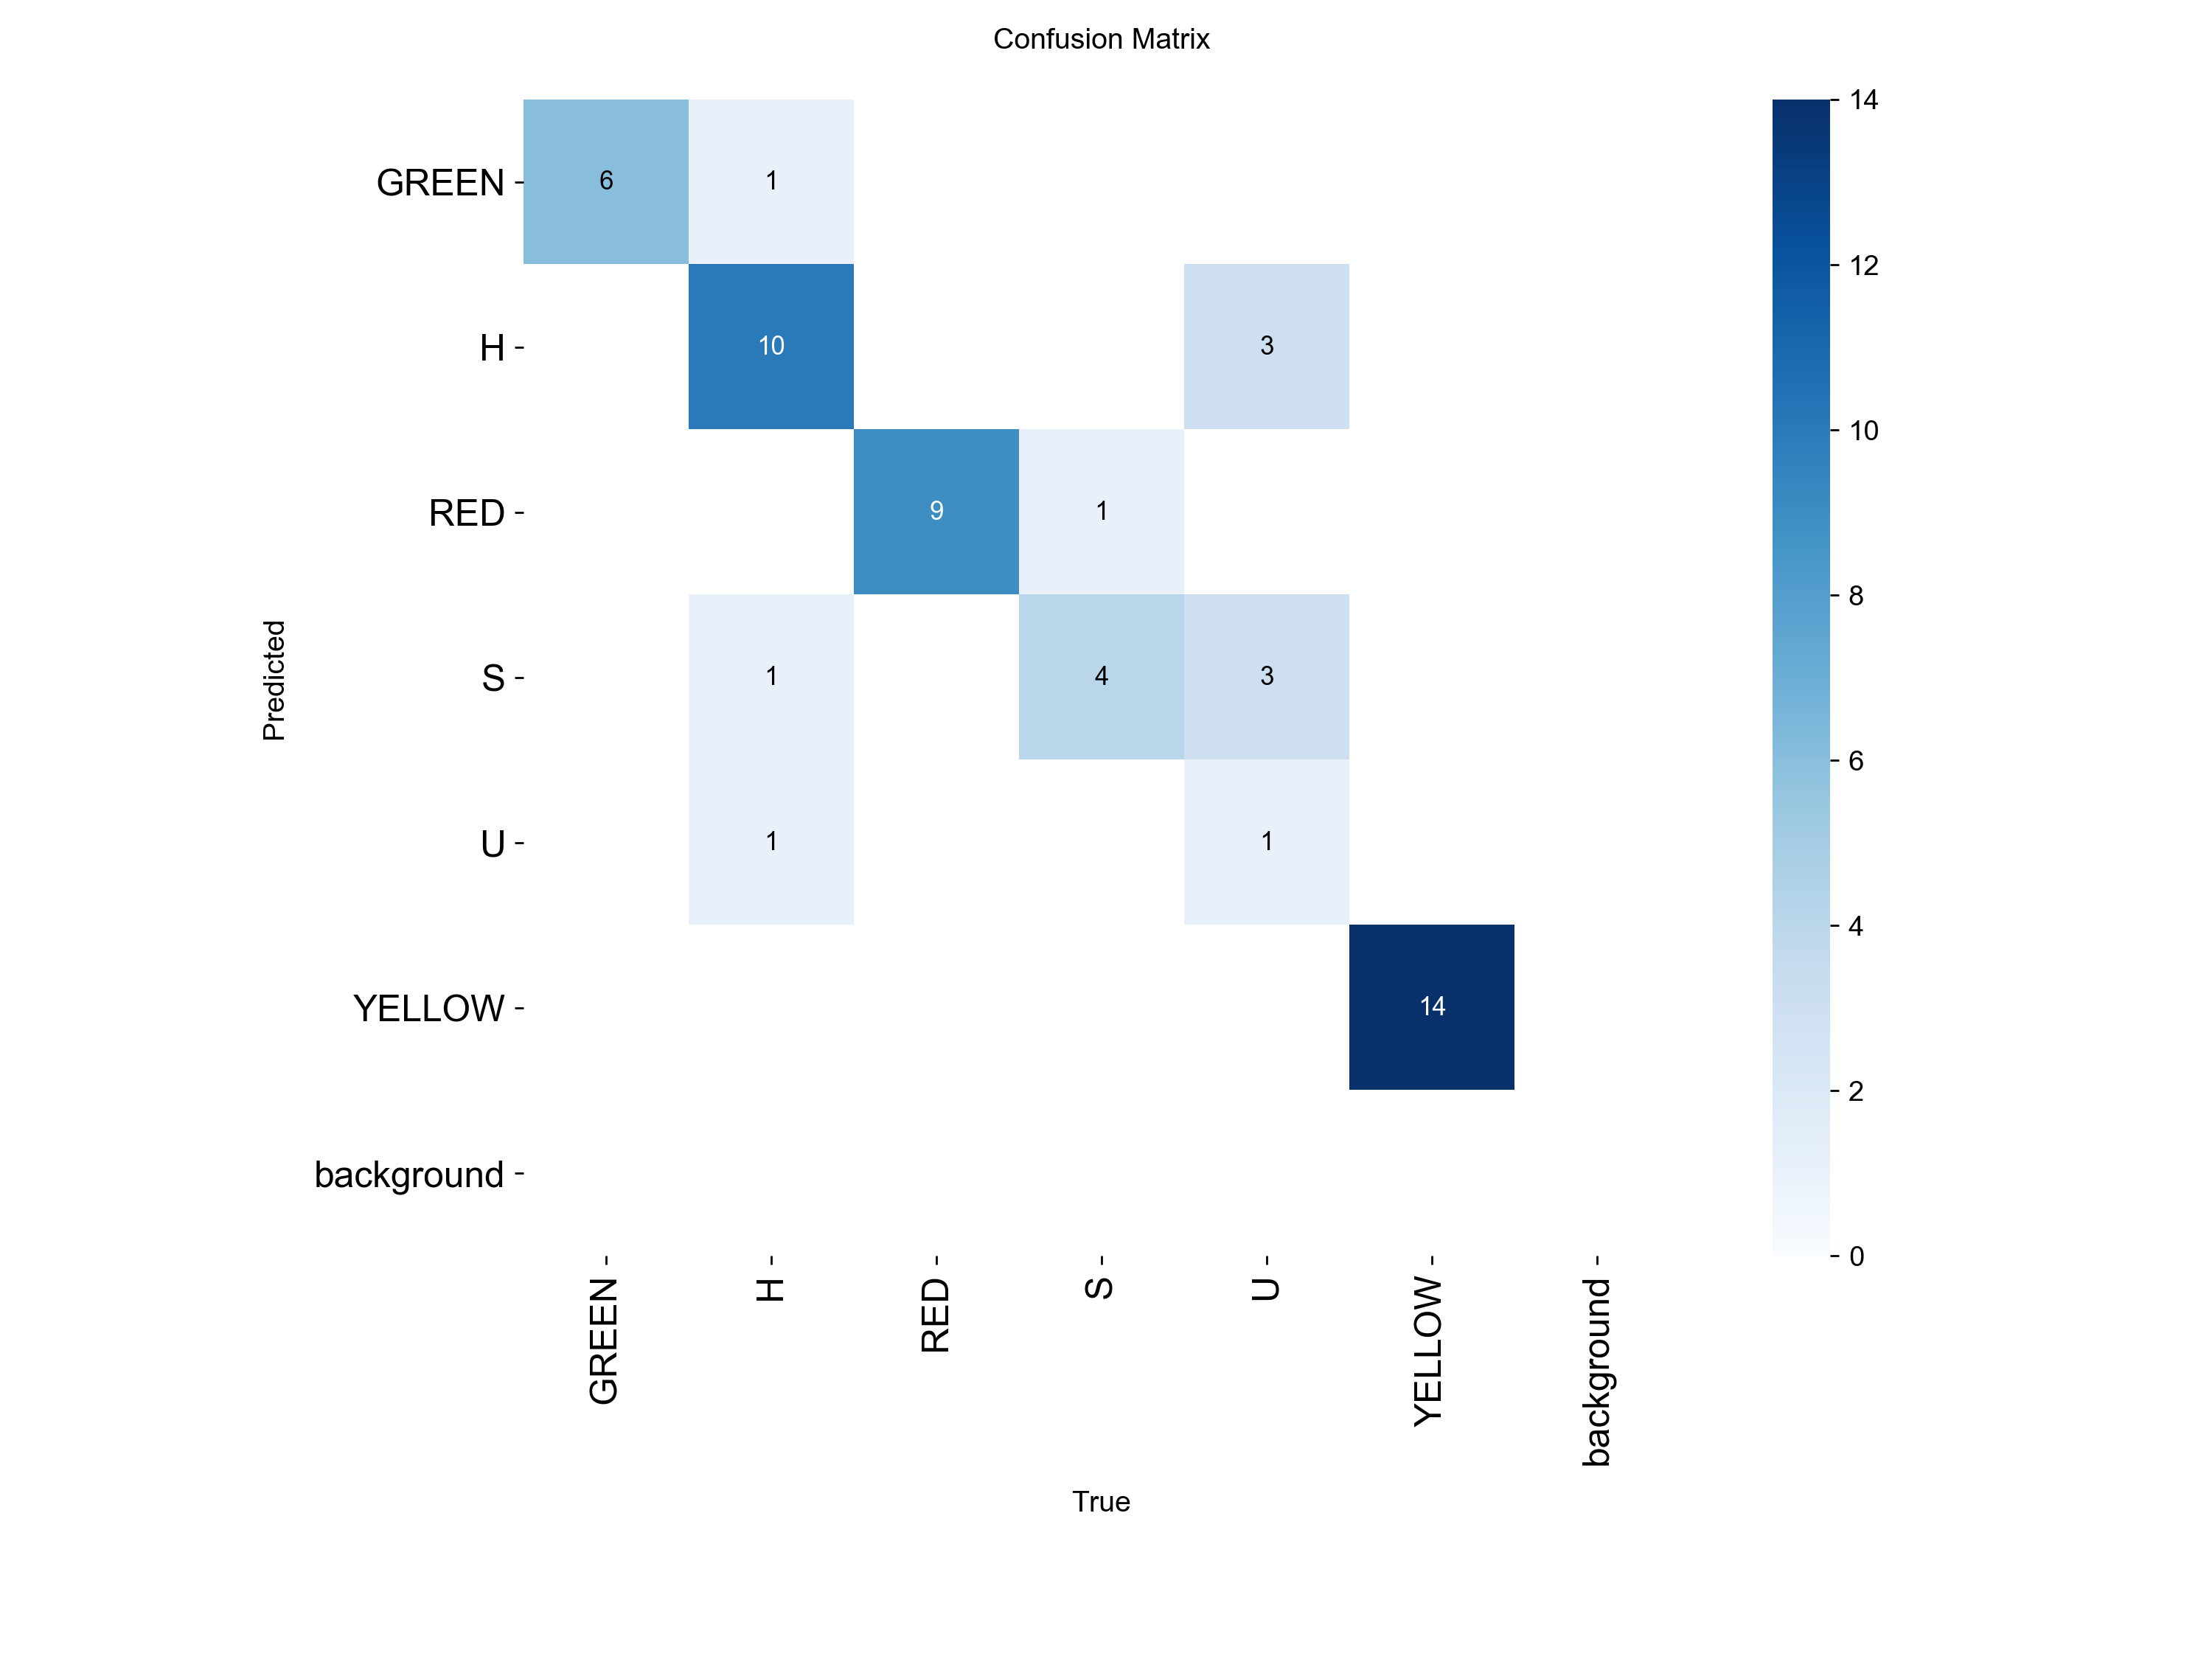 Confusion Matrix
GREEN 6 1
H 10 3
RED 9 1
S 1 4 3
U 1 1
YELLOW 14
background
GREEN H RED S U YELLOW background
True
Predicted
14
12
10
8
6
4
2
0